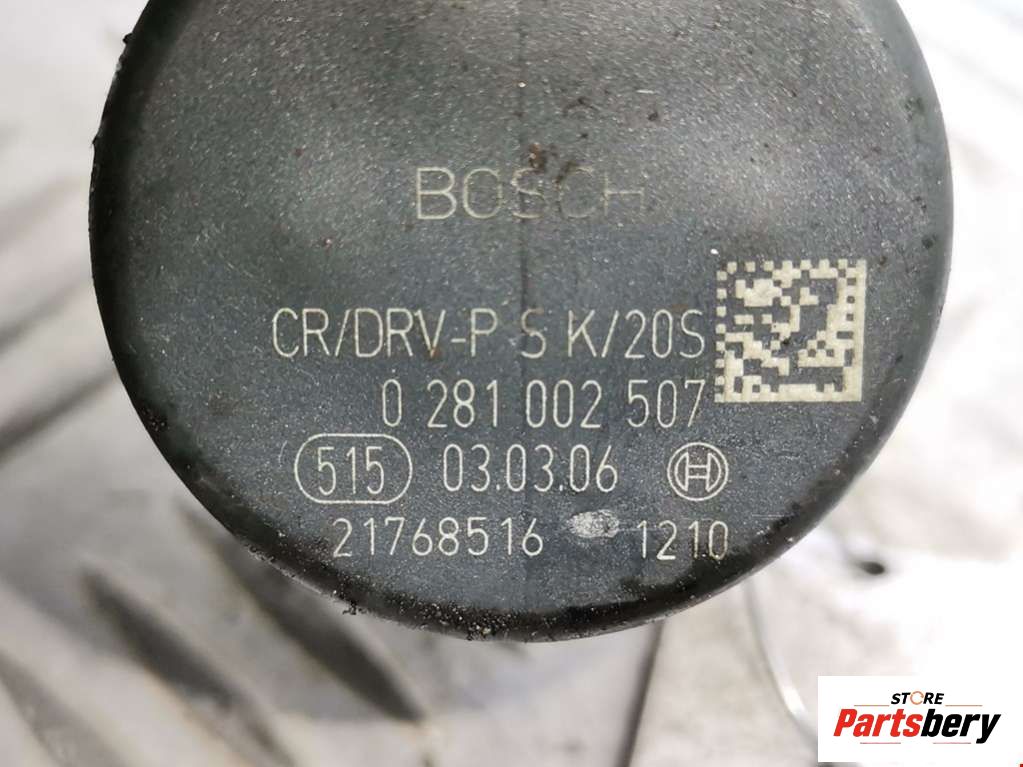 BOSCH
CR/DRV-P S K/20S
0 281 002 507
515 03.03.06
21768516 1210
STORE
Partsbery